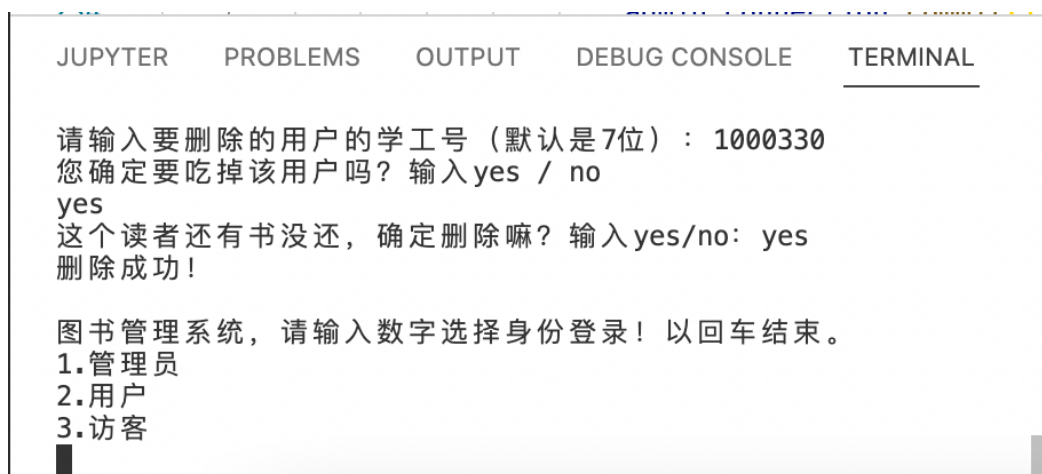 JUPYTER PROBLEMS OUTPUT DEBUG CONSOLE TERMINAL
请输入要删除的用户的学工号（默认是7位）：1000330
您确定要吃掉该用户吗？输入yes / no
yes
这个读者还有书没还，确定删除嘛？输入yes/no：yes
删除成功！
图书管理系统，请输入数字选择身份登录！以回车结束。
1.管理员
2.用户
3.访客